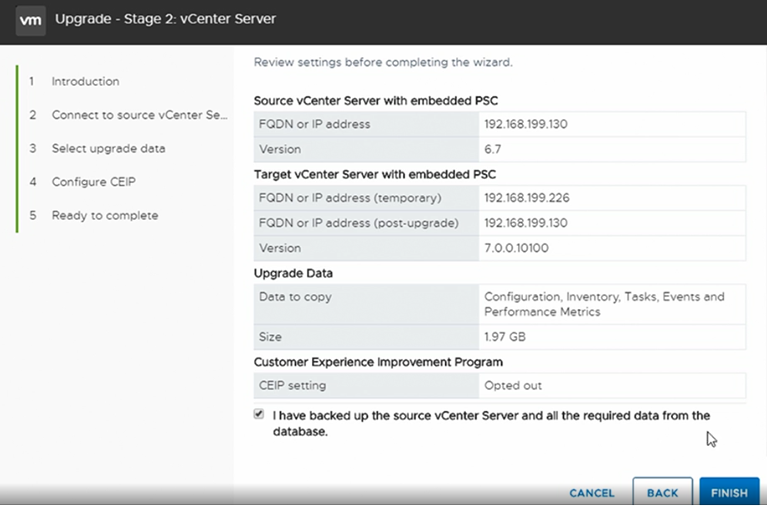 vm Upgrade - Stage 2: vCenter Server
Review settings before completing the wizard.
1 Introduction
2 Connect to source vCenter Se...
3 Select upgrade data
4 Configure CEIP
5 Ready to complete
Source vCenter Server with embedded PSC
FQDN or IP address 192.168.199.130
Version 6.7
Target vCenter Server with embedded PSC
FQDN or IP address (temporary) 192.168.199.226
FQDN or IP address (post-upgrade) 192.168.199.130
Version 7.0.0.10100
Upgrade Data
Data to copy Configuration, Inventory, Tasks, Events and
Performance Metrics
Size 1.97 GB
Customer Experience Improvement Program
CEIP setting Opted out
I have backed up the source vCenter Server and all the required data from the
database.
CANCEL BACK FINISH